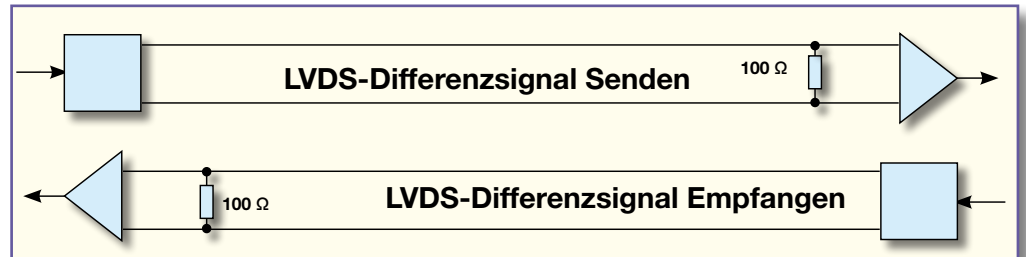 LVDS-Differenzsignal Senden
100 Ω
100 Ω
LVDS-Differenzsignal Empfangen